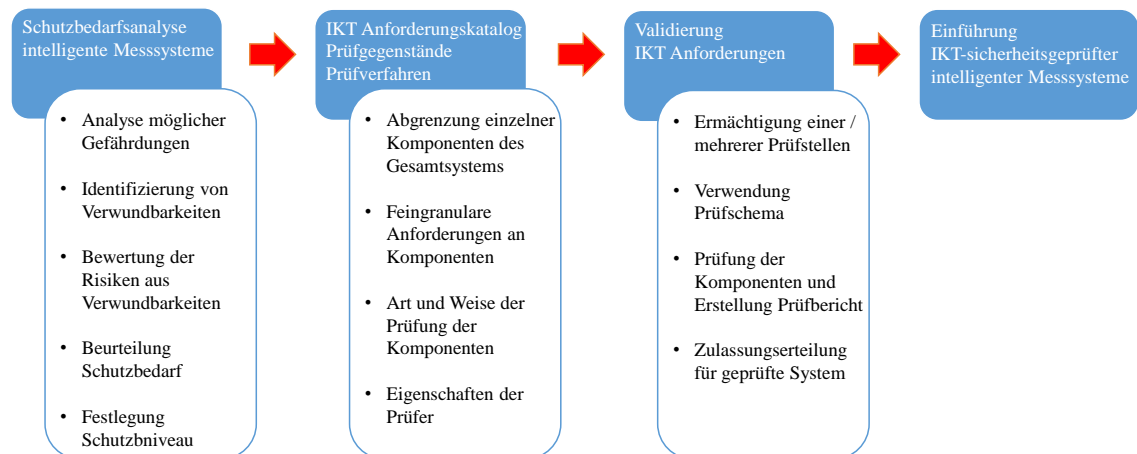 Schutzbedarfsanalyse
intelligente Messsysteme
• Analyse möglicher
Gefährdungen
• Identifizierung von
Verwundbarkeiten
• Bewertung der
Risiken aus
Verwundbarkeiten
• Beurteilung
Schutzbedarf
• Festlegung
Schutzbniveau
IKT Anforderungskatalog
Prüfgegenstände
Prüfverfahren
• Abgrenzung einzelner
Komponenten des
Gesamtsystems
• Feingranulare
Anforderungen an
Komponenten
• Art und Weise der
Prüfung der
Komponenten
• Eigenschaften der
Prüfer
Validierung
IKT Anforderungen
• Ermächtigung einer /
mehrerer Prüfstellen
• Verwendung
Prüfschema
• Prüfung der
Komponenten und
Erstellung Prüfbericht
• Zulassungserteilung
für geprüfte System
Einführung
IKT-sicherheitsgeprüfter
intelligenter Messsysteme